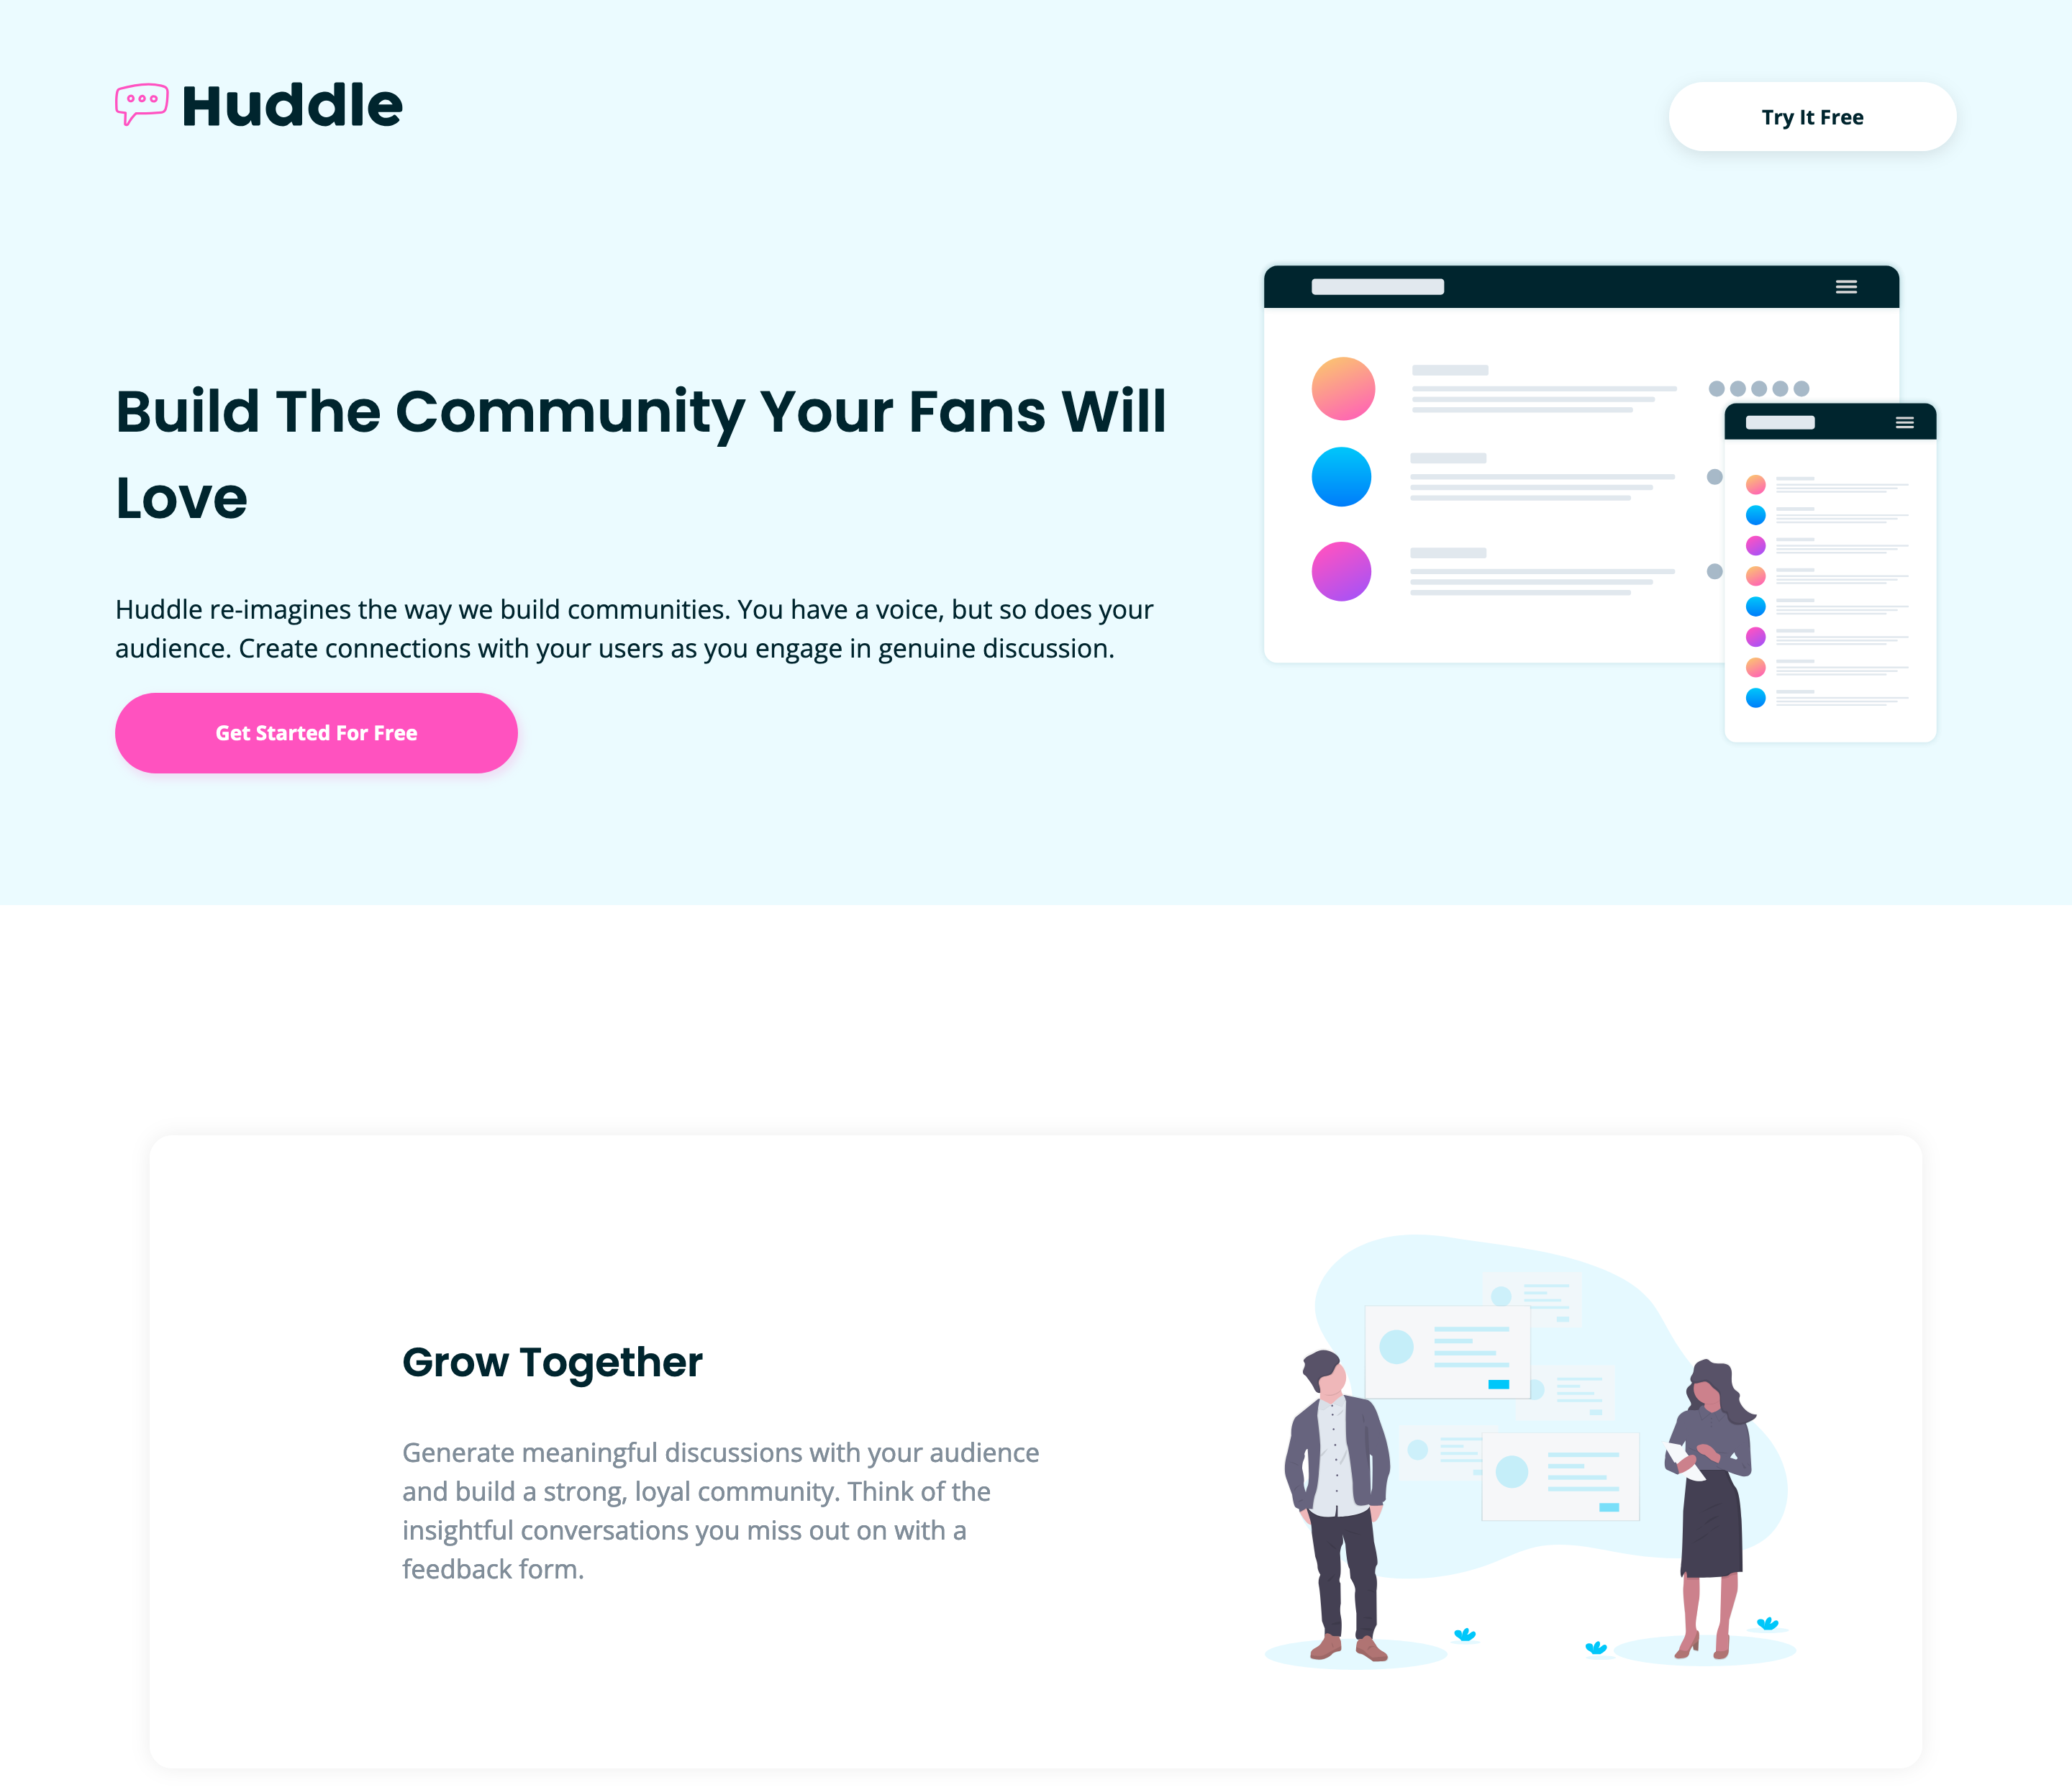 Huddle
Try It Free
Build The Community Your Fans Will
Love
Huddle re-imagines the way we build communities. You have a voice, but so does your
audience. Create connections with your users as you engage in genuine discussion.
Get Started For Free
Grow Together
Generate meaningful discussions with your audience
and build a strong, loyal community. Think of the
insightful conversations you miss out on with a
feedback form.